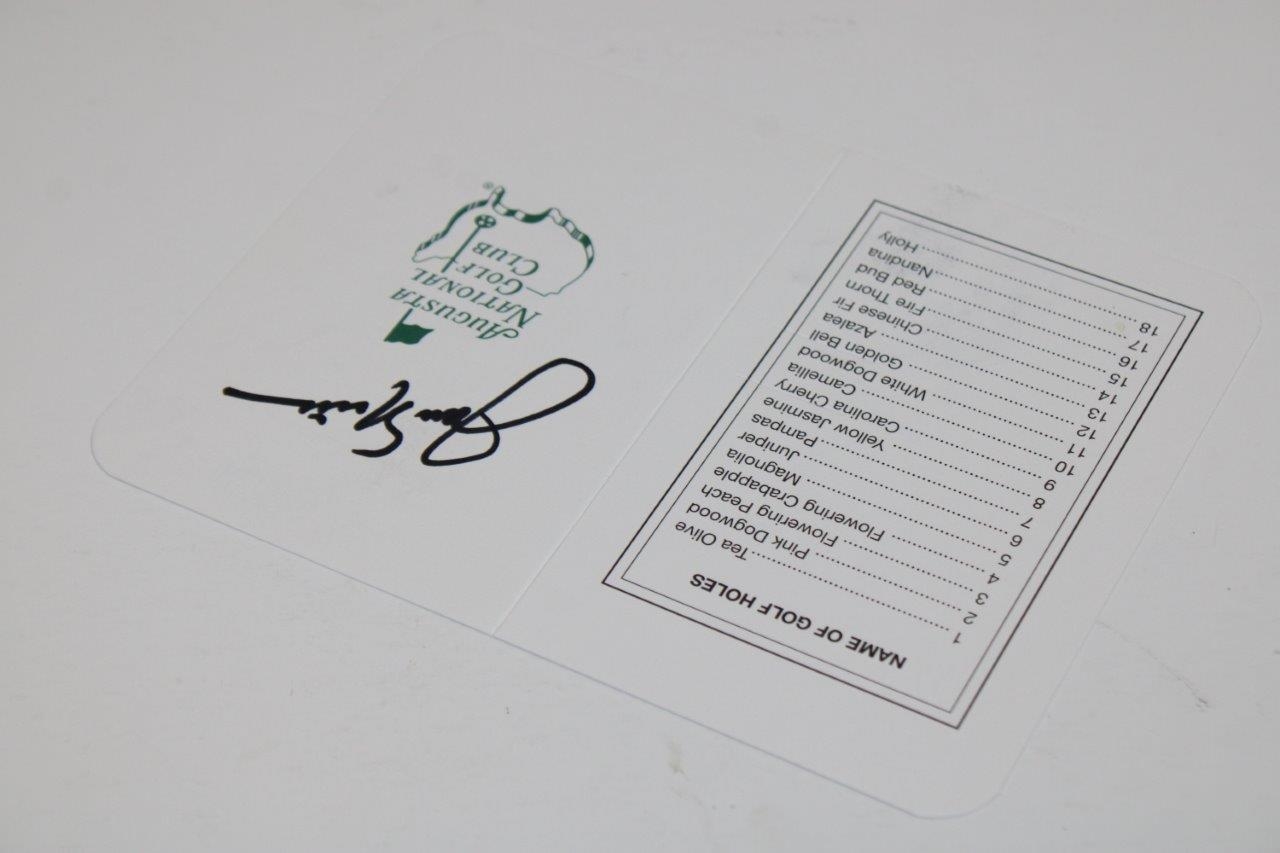 NAME OF GOLF HOLES
1 ........ Tea Olive
2 ........ Pink Dogwood
3 ........ Flowering Peach
4 ........ Flowering Crabapple
5 ........ Magnolia
6 ........ Juniper
7 ........ Pampas
8 ........ Yellow Jasmine
9 ........ Carolina Cherry
10 ........ Camellia
11 ........ White Dogwood
12 ........ Golden Bell
13 ........ Azalea
14 ........ Chinese Fir
15 ........ Fire Thorn
16 ........ Red Bud
17 ........ Nandina
18 ........ Holly
AUGUSTA
NATIONAL
GOLF
CLUB
®